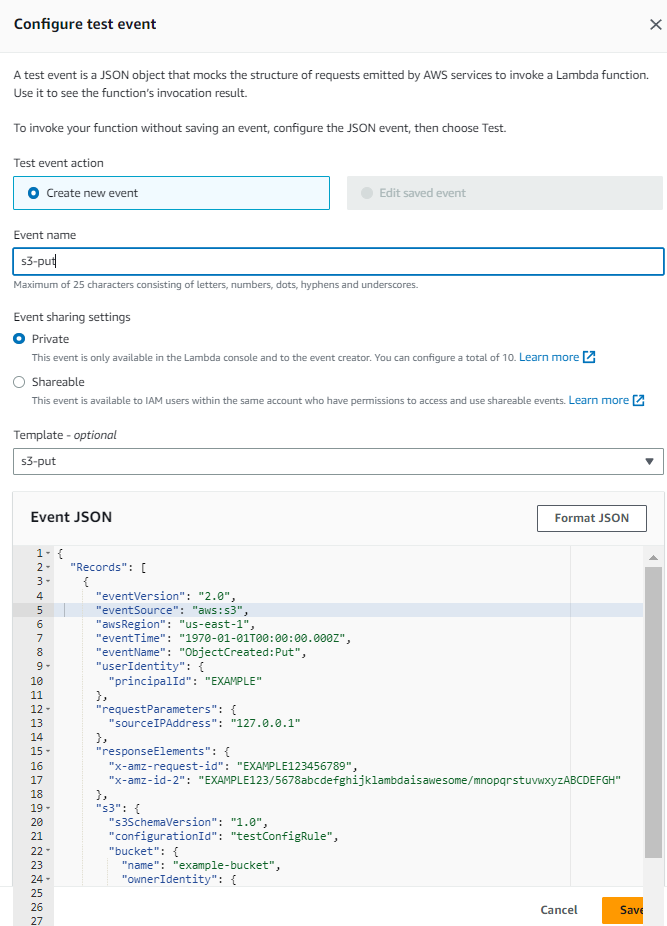 Configure test event
A test event is a JSON object that mocks the structure of requests emitted by AWS services to invoke a Lambda function.
Use it to see the function's invocation result.
To invoke your function without saving an event, configure the JSON event, then choose Test.
Test event action
Create new event
Edit saved event
Event name
s3-put
Maximum of 25 characters consisting of letters, numbers, dots, hyphens and underscores.
Event sharing settings
Private
This event is only available in the Lambda console and to the event creator. You can configure a total of 10. Learn more
Shareable
This event is available to IAM users within the same account who have permissions to access and use shareable events. Learn more
Template - optional
s3-put
Event JSON
Format JSON
1 {
2 "Records": [
3 {
4 "eventVersion": "2.0",
5 "eventSource": "aws:s3",
6 "awsRegion": "us-east-1",
7 "eventTime": "1970-01-01T00:00:00.000Z",
8 "eventName": "ObjectCreated:Put",
9 "userIdentity": {
10 "principalId": "EXAMPLE"
11 },
12 "requestParameters": {
13 "sourceIPAddress": "127.0.0.1"
14 },
15 "responseElements": {
16 "x-amz-request-id": "EXAMPLE123456789",
17 "x-amz-id-2": "EXAMPLE123/5678abcdefghijklambdaisawesome/mnopqrstuvwxyzABCDEFGH"
18 },
19 "s3": {
20 "s3SchemaVersion": "1.0",
21 "configurationId": "testConfigRule",
22 "bucket": {
23 "name": "example-bucket",
24 "ownerIdentity": {
25
26
27
Cancel
Save